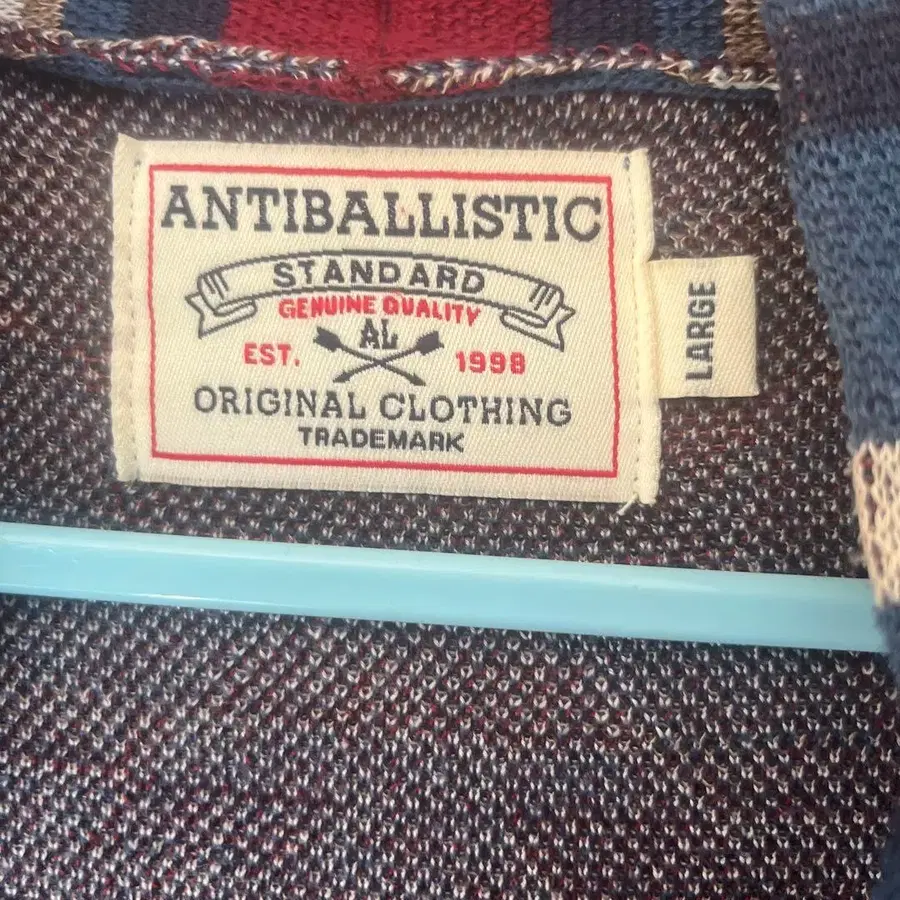 ANTIBALLISTIC
STANDARD
GENUINE QUALITY
AL
EST. 1998
ORIGINAL CLOTHING
TRADEMARK
LARGE